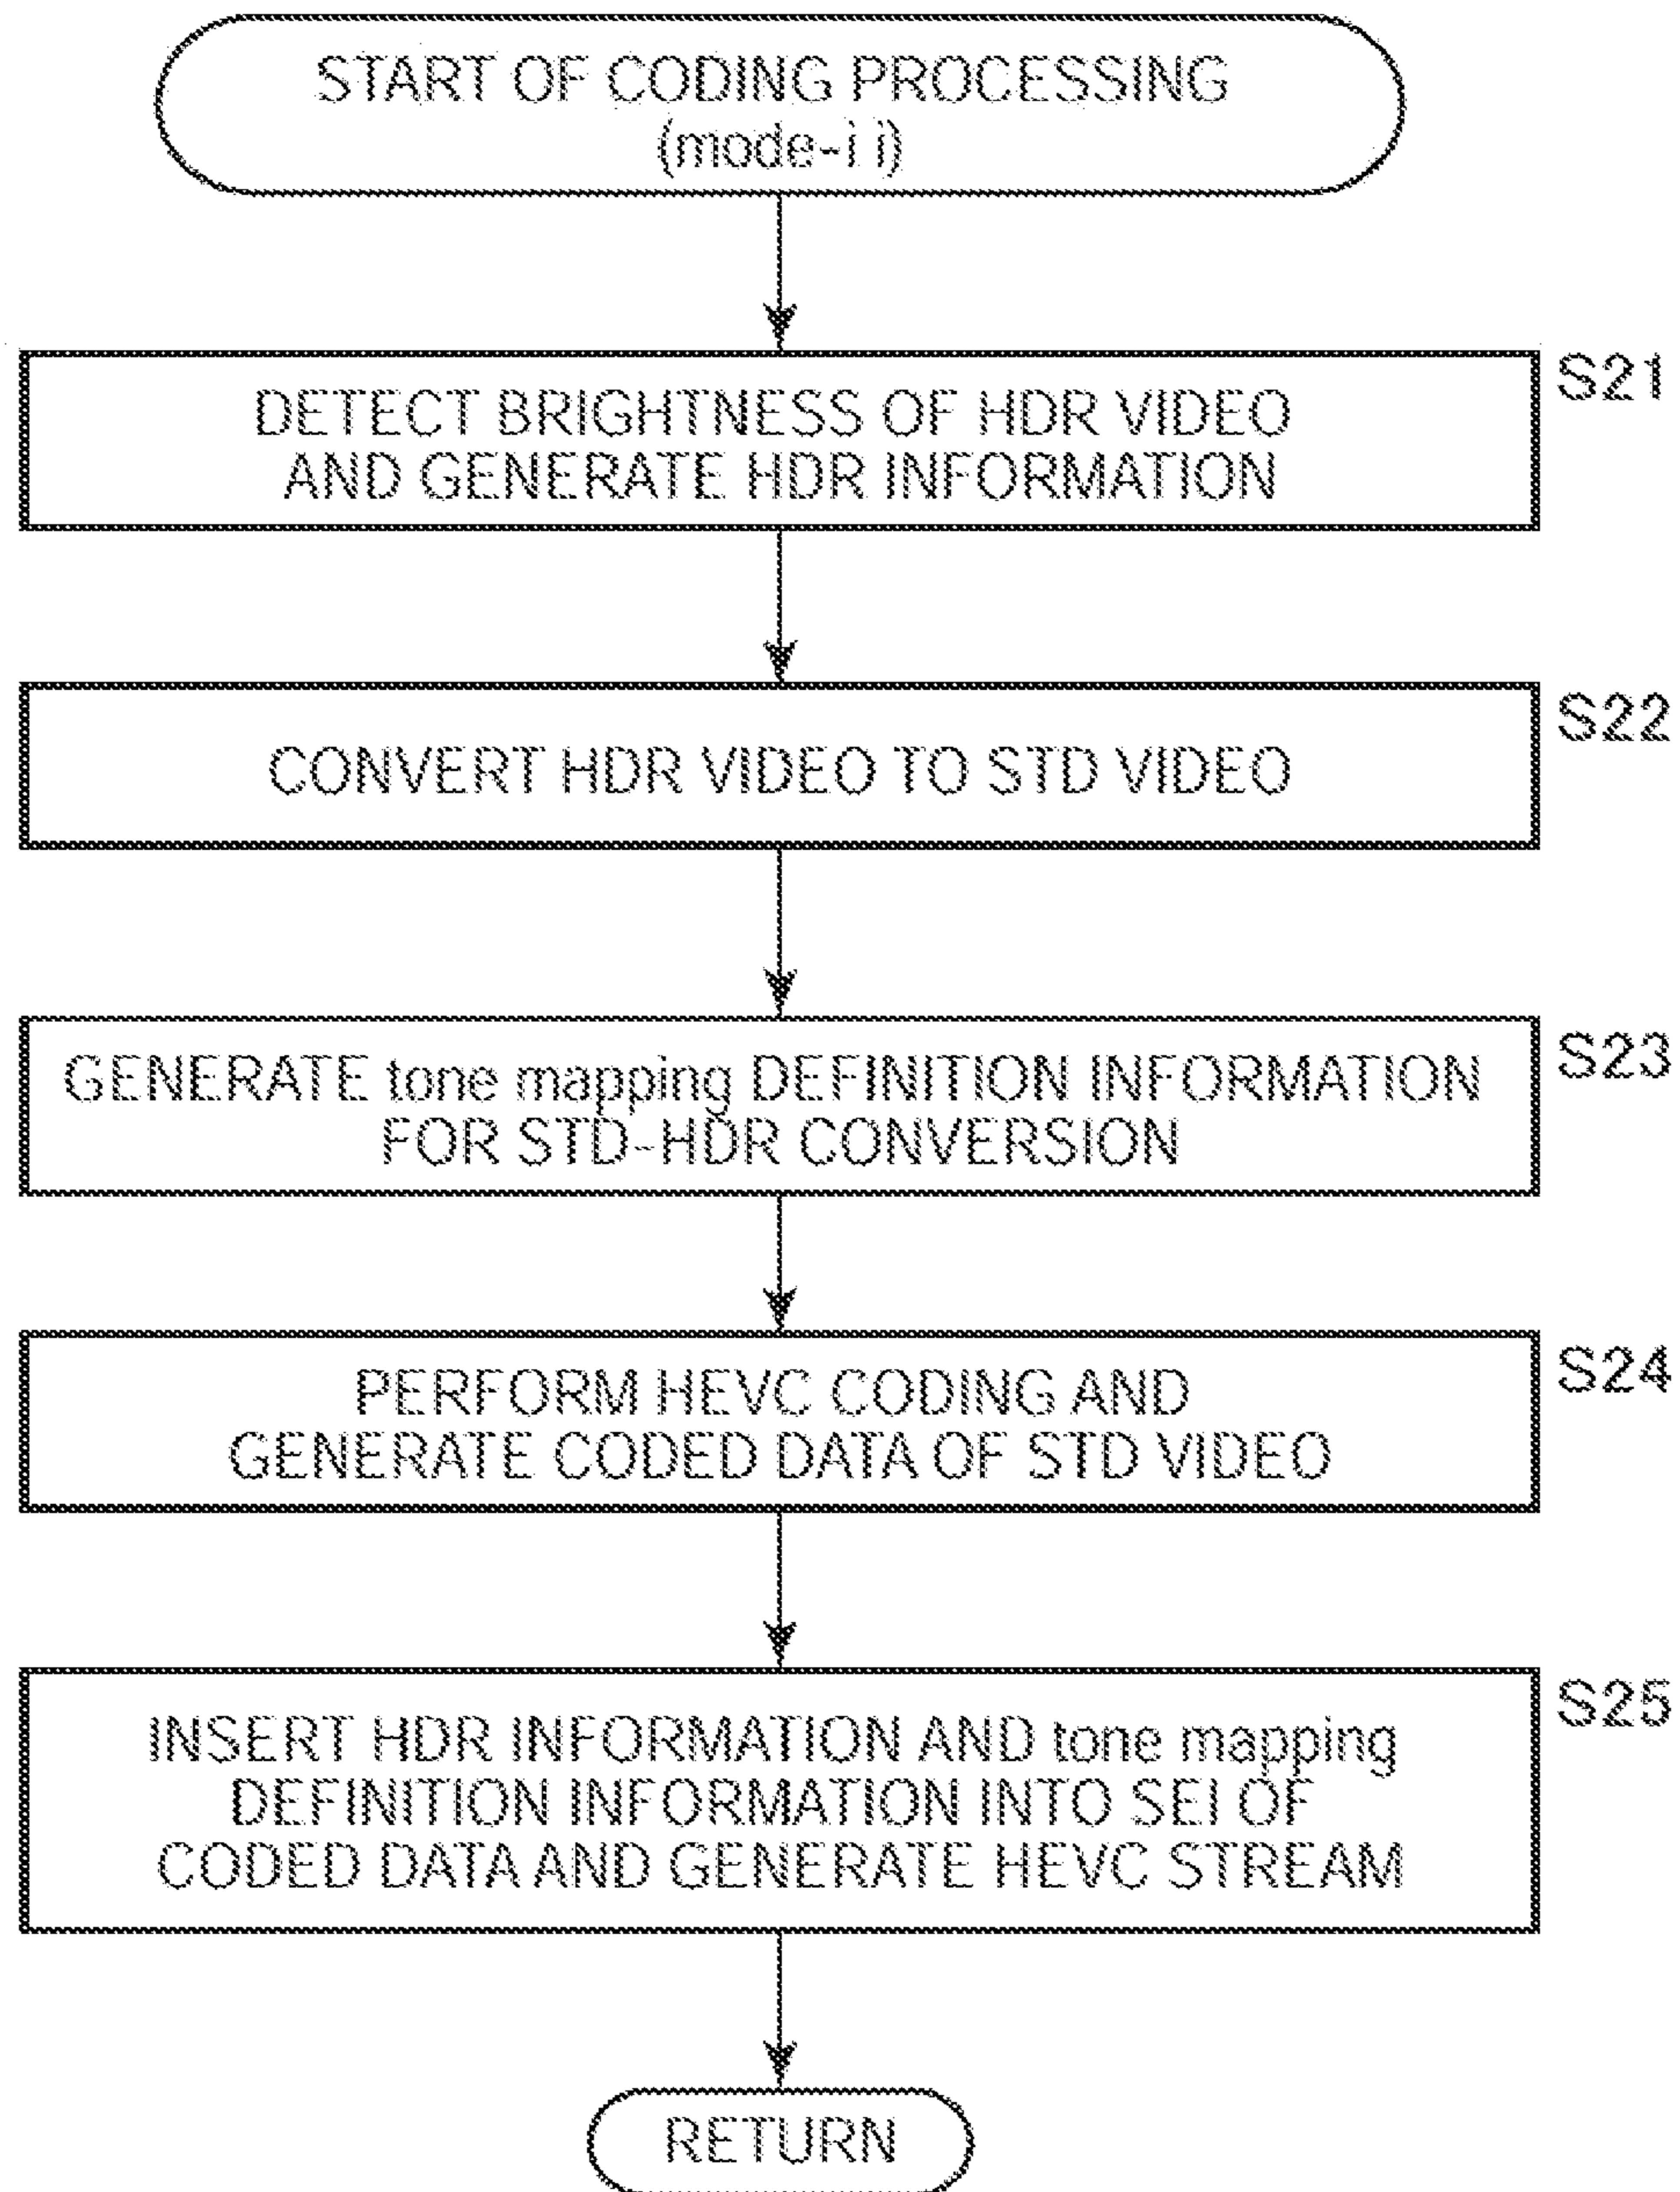 START OF CODING PROCESSING
(mode-ii)
S21
DETECT BRIGHTNESS OF HDR VIDEO
AND GENERATE HDR INFORMATION
S22
CONVERT HDR VIDEO TO STD VIDEO
S23
GENERATE tone mapping DEFINITION INFORMATION
FOR STD-HDR CONVERSION
S24
PERFORM HEVC CODING AND
GENERATE CODED DATA OF STD VIDEO
S25
INSERT HDR INFORMATION AND tone mapping
DEFINITION INFORMATION INTO SEI OF
CODED DATA AND GENERATE HEVC STREAM
RETURN